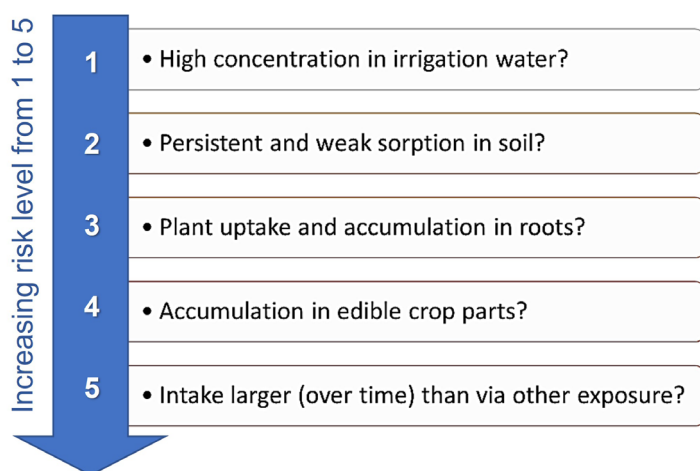 Increasing risk level from 1 to 5
1
• High concentration in irrigation water?
2
• Persistent and weak sorption in soil?
3
• Plant uptake and accumulation in roots?
4
• Accumulation in edible crop parts?
5
• Intake larger (over time) than via other exposure?